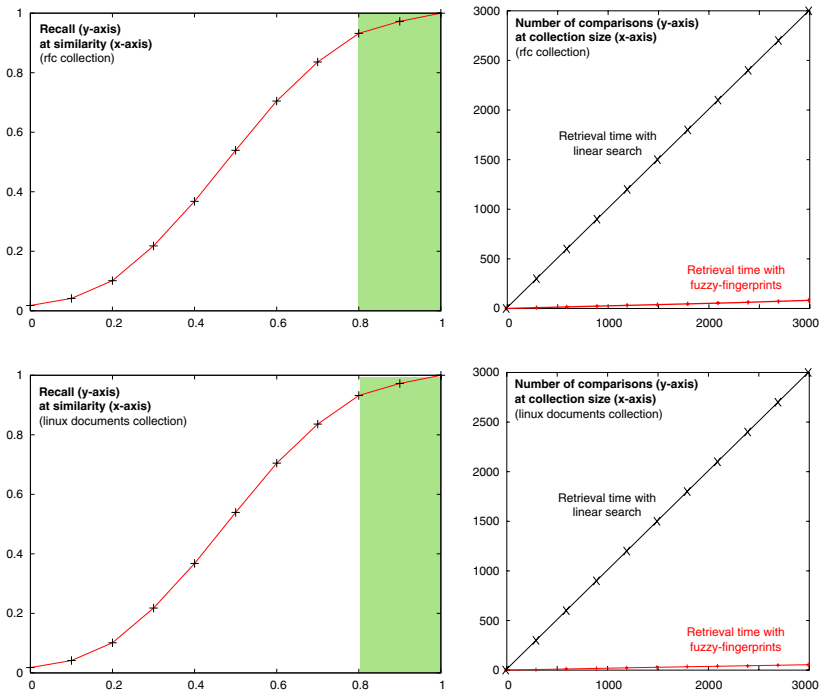 Recall (y-axis)
at similarity (x-axis)
(rfc collection)
1
0.8
0.6
0.4
0.2
0
0 0.2 0.4 0.6 0.8 1
Number of comparisons (y-axis)
at collection size (x-axis)
(rfc collection)
3000
2500
2000
1500
1000
500
0
Retrieval time with
linear search
Retrieval time with
fuzzy-fingerprints
0 1000 2000 3000
Recall (y-axis)
at similarity (x-axis)
(linux documents collection)
1
0.8
0.6
0.4
0.2
0
0 0.2 0.4 0.6 0.8 1
Number of comparisons (y-axis)
at collection size (x-axis)
(linux documents collection)
3000
2500
2000
1500
1000
500
0
Retrieval time with
linear search
Retrieval time with
fuzzy-fingerprints
0 1000 2000 3000